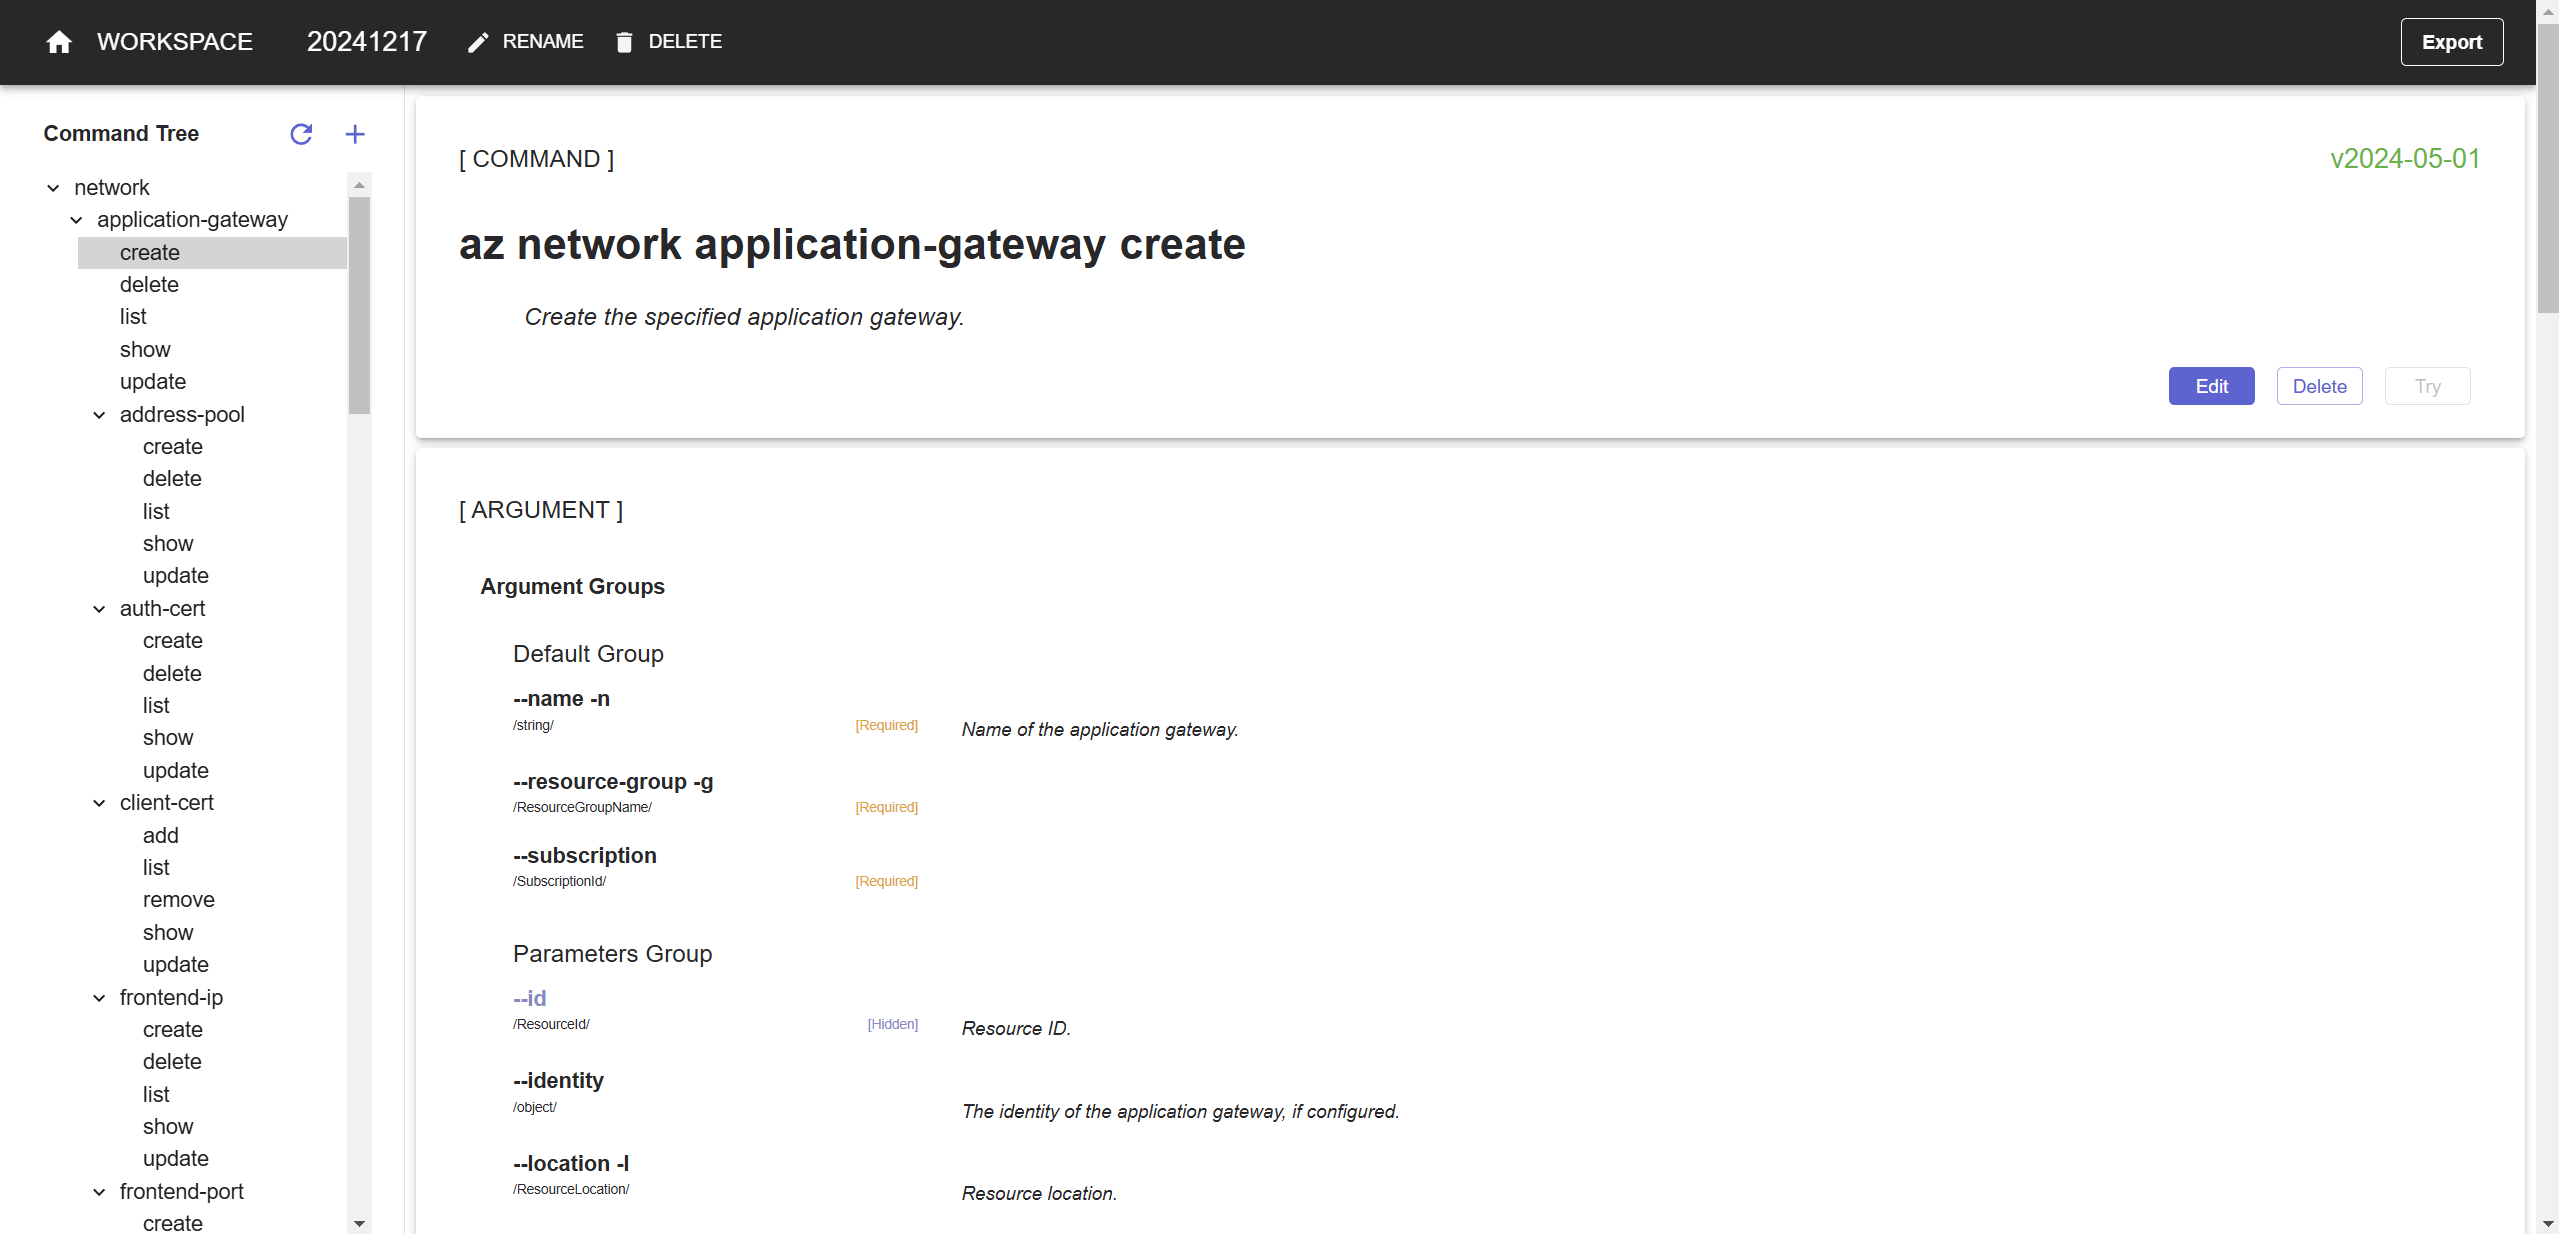 WORKSPACE 20241217 RENAME DELETE Export
Command Tree
network
application-gateway
create
delete
list
show
update
address-pool
create
delete
list
show
update
auth-cert
create
delete
list
show
update
client-cert
add
list
remove
show
update
frontend-ip
create
delete
list
show
update
frontend-port
create
[ COMMAND ] v2024-05-01
az network application-gateway create
Create the specified application gateway.
Edit Delete Try
[ ARGUMENT ]
Argument Groups
Default Group
--name -n
/string/ [Required] Name of the application gateway.
--resource-group -g
/ResourceGroupName/ [Required]
--subscription
/SubscriptionId/ [Required]
Parameters Group
--id
/ResourceId/ [Hidden] Resource ID.
--identity
/object/ The identity of the application gateway, if configured.
--location -l
/ResourceLocation/ Resource location.